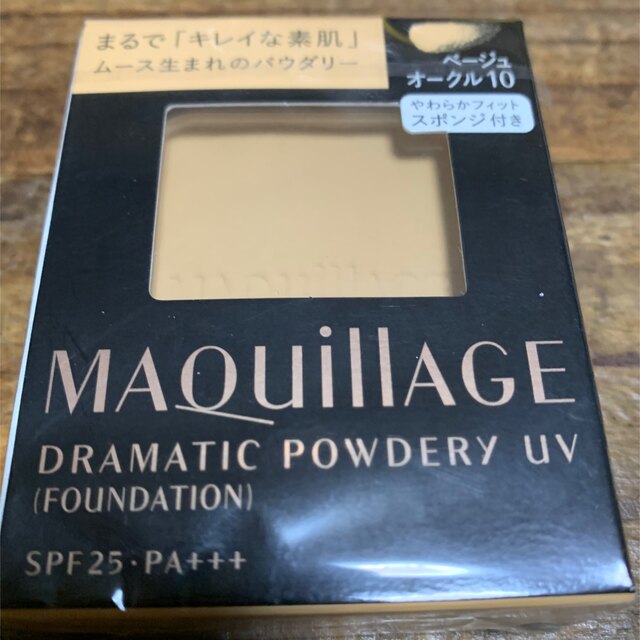 まるで「キレイな素肌」
ムース生まれのパウダリー
ベージュ
オークル10
やわらかフィット
スポンジ付き
maquillage
MAQuillAGE
DRAMATIC POWDERY UV
(FOUNDATION)
SPF25・PA+++